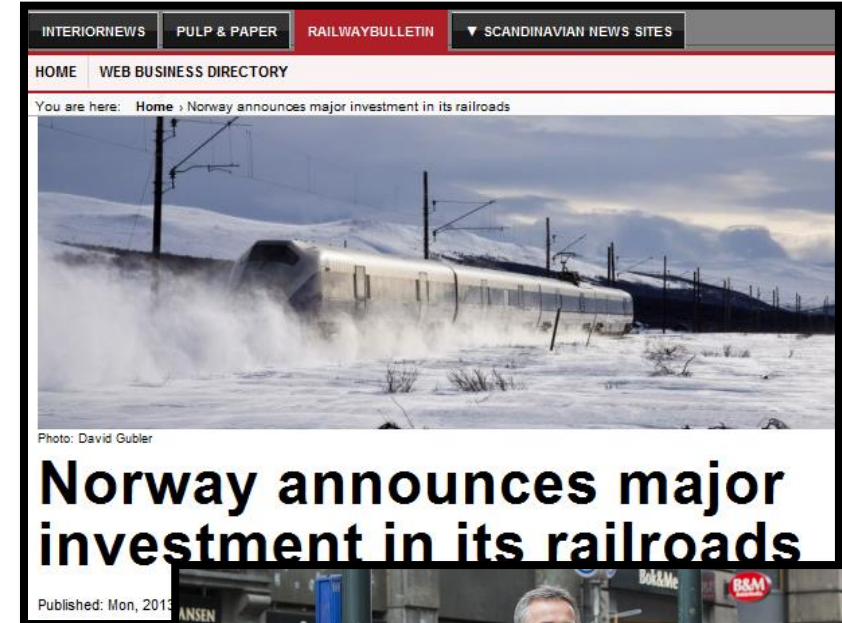 INTERIORNEWS PULP & PAPER RAILWAYBULLETIN ▼ SCANDINAVIAN NEWS SITES
HOME WEB BUSINESS DIRECTORY
You are here: Home › Norway announces major investment in its railroads
Photo: David Gubler
Norway announces major
investment in its railroads
Published: Mon, 2013
Bok&Me
B&M
ANSEN